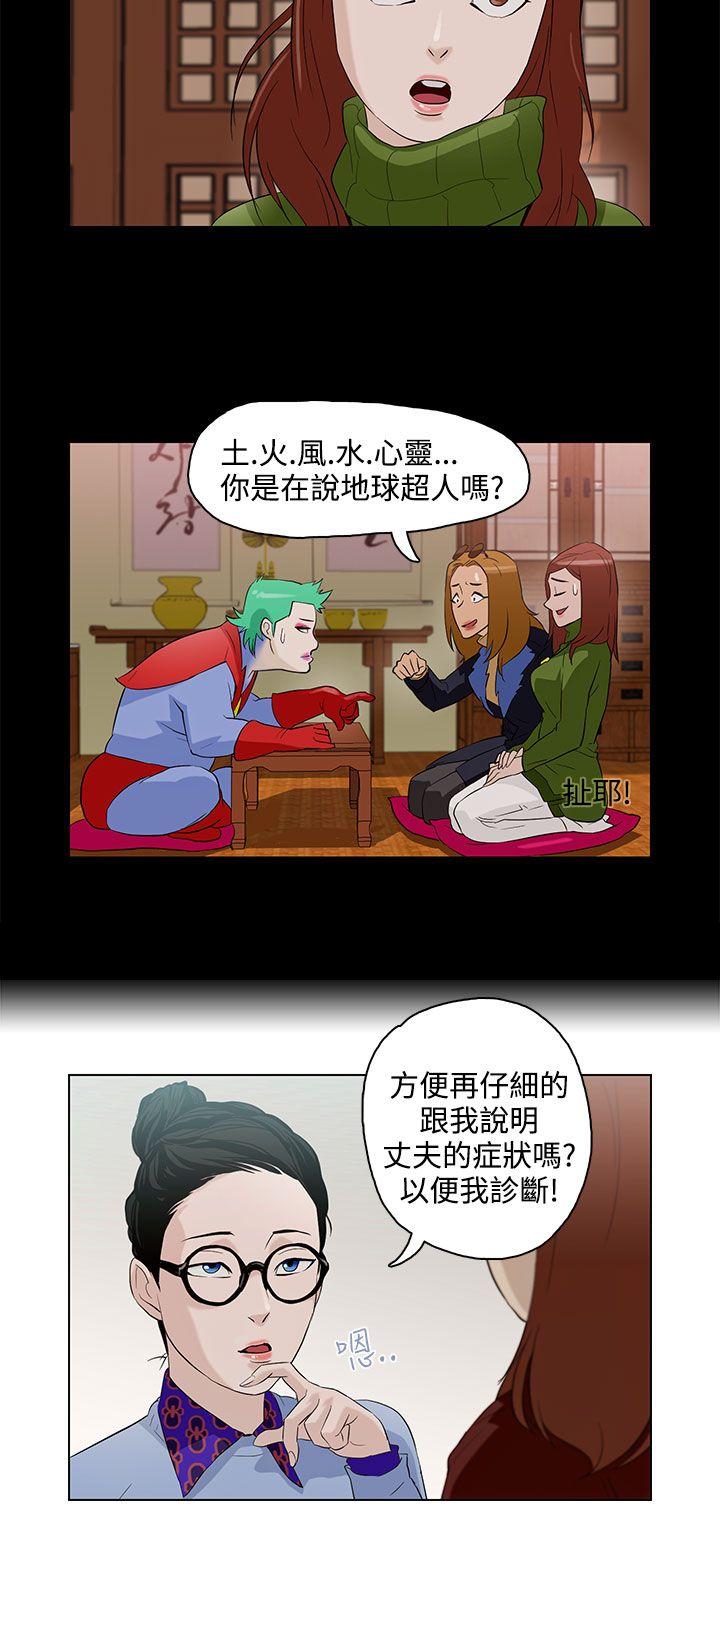 土.火.風.水.心靈...
你是在說地球超人嗎?
사랑
扯耶!
方便再仔細的
跟我說明
丈夫的症狀嗎?
以便我診斷!
嗯..